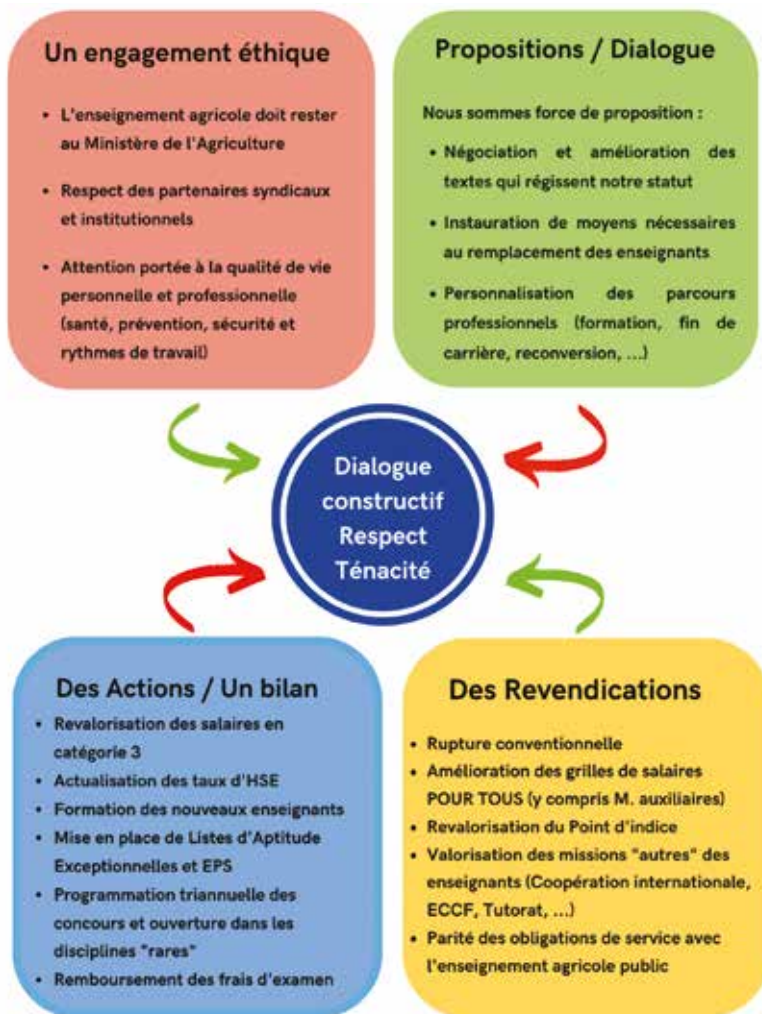 Un engagement éthique
• L'enseignement agricole doit rester
au Ministère de l'Agriculture
• Respect des partenaires syndicaux
et institutionnels
• Attention portée à la qualité de vie
personnelle et professionnelle
(santé, prévention, sécurité et
rythmes de travail)
Propositions / Dialogue
Nous sommes force de proposition :
• Négociation et amélioration des
textes qui régissent notre statut
• Instauration de moyens nécessaires
au remplacement des enseignants
• Personnalisation des parcours
professionnels (formation, fin de
carrière, reconversion, ...)
Dialogue
constructif
Respect
Ténacité
Des Actions / Un bilan
• Revalorisation des salaires en
catégorie 3
• Actualisation des taux d'HSE
• Formation des nouveaux enseignants
• Mise en place de Listes d'Aptitude
Exceptionnelles et EPS
• Programmation triannuelle des
concours et ouverture dans les
disciplines "rares"
• Remboursement des frais d'examen
Des Revendications
• Rupture conventionnelle
• Amélioration des grilles de salaires
POUR TOUS (y compris M. auxiliaires)
• Revalorisation du Point d'indice
• Valorisation des missions "autres" des
enseignants (Coopération internationale,
ECCF, Tutorat, ...)
• Parité des obligations de service avec
l'enseignement agricole public